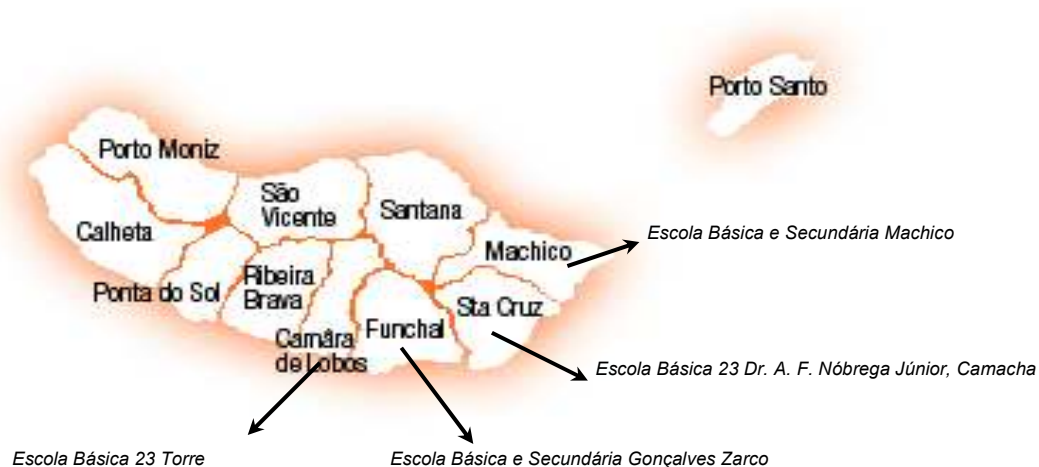 Porto Santo
Porto Moniz
São
Vicente
Santana
Calheta
Machico
Escola Básica e Secundária Machico
Ribeira
Brava
Ponta do Sol
Sta Cruz
Funchal
Camâra
de Lobos
Escola Básica 23 Dr. A. F. Nóbrega Júnior, Camacha
Escola Básica 23 Torre
Escola Básica e Secundária Gonçalves Zarco